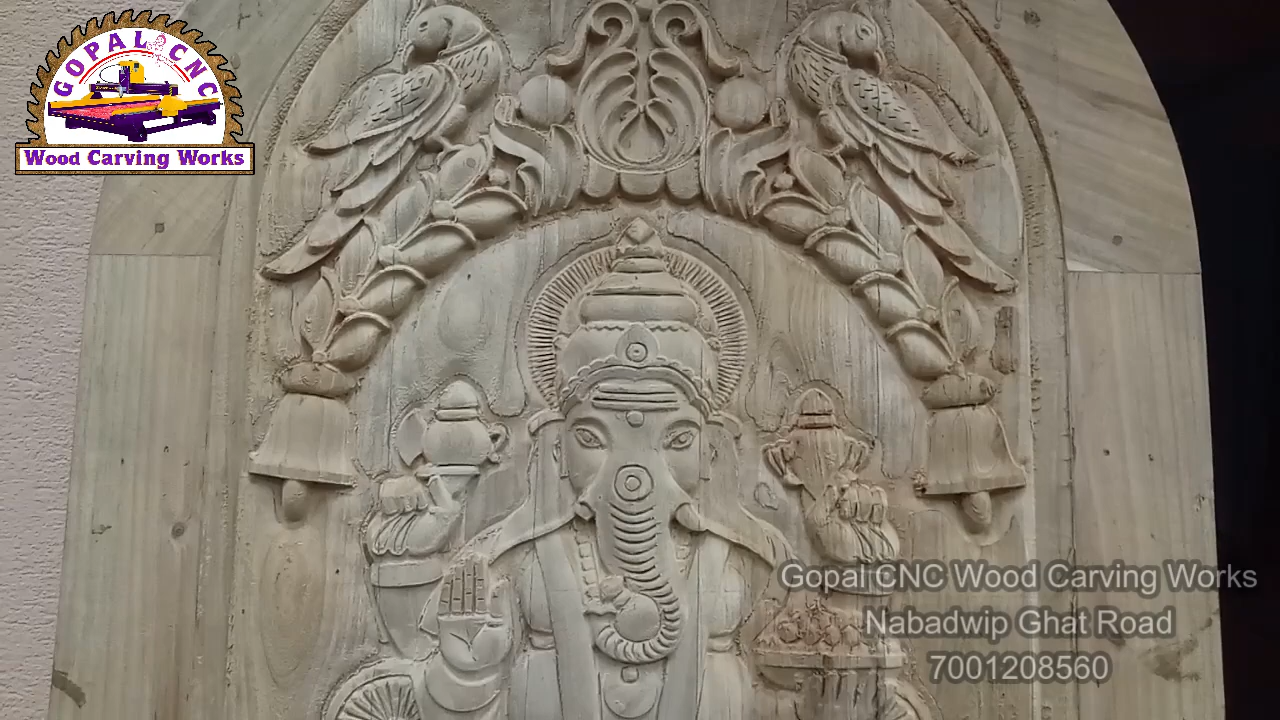 GOPAL CNC
Wood Carving Works
Gopal CNC Wood Carving Works
Nabadwip Ghat Road
7001208560